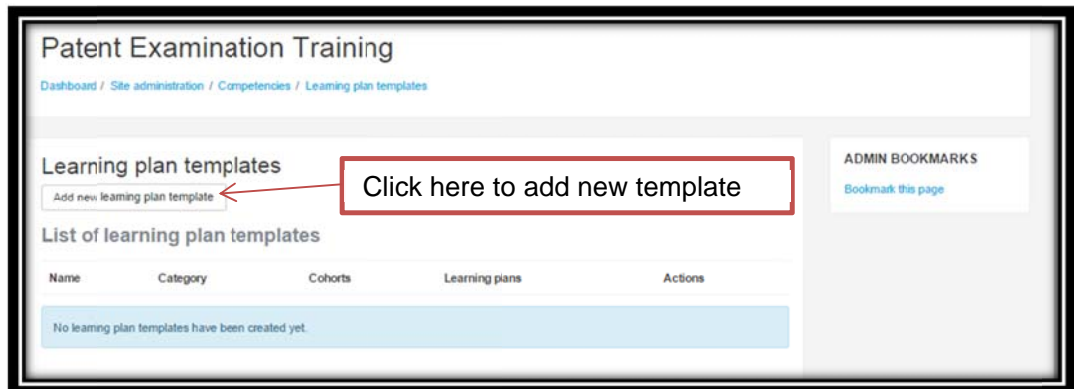 Patent Examination Training
Dashboard / Site administration / Competencies / Learning plan templates
Learning plan templates
Add new learning plan template
Click here to add new template
List of learning plan templates
Name Category Cohorts Learning plans Actions
No learning plan templates have been created yet.
ADMIN BOOKMARKS
Bookmark this page